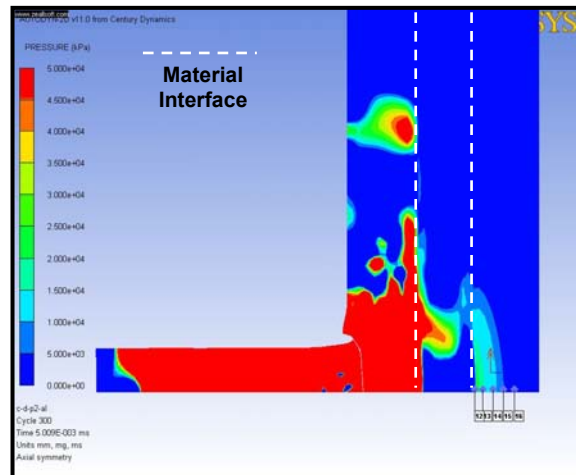 AUTODYN-2D v11.0 from Century Dynamics
PRESSURE (kPa)
5.000e+04
4.500e+04
4.000e+04
3.500e+04
3.000e+04
2.500e+04
2.000e+04
1.500e+04
1.000e+04
5.000e+03
0.000e+00
Material
Interface
c-d-p2-al
Cycle 300
Time 5.009E-003 ms
Units mm, mg, ms
Axial symmetry
12 13 14 15 16